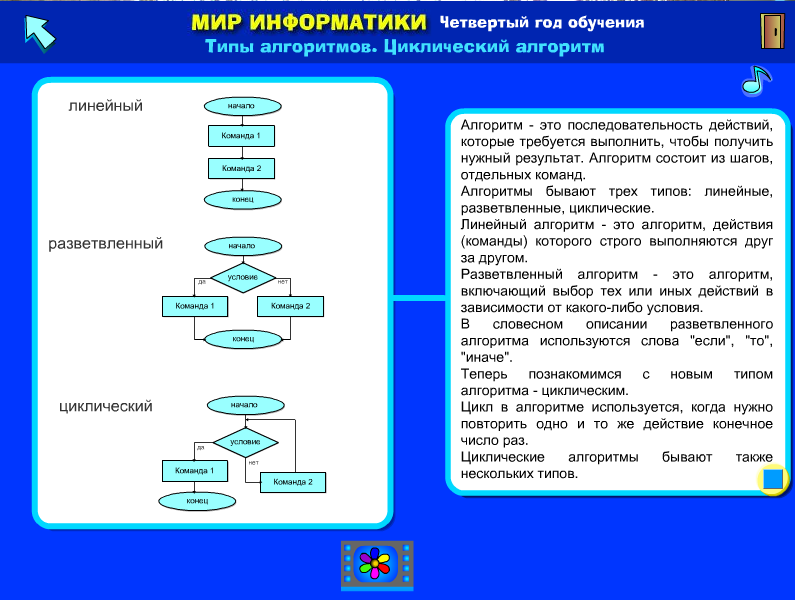 МИР ИНФОРМАТИКИ Четвертый год обучения
Типы алгоритмов. Циклический алгоритм
линейный
начало
Команда 1
Команда 2
конец
разветвленный
начало
условие
да
нет
Команда 1
Команда 2
конец
циклический
начало
условие
да
нет
Команда 1
Команда 2
конец
Алгоритм - это последовательность действий,
которые требуется выполнить, чтобы получить
нужный результат. Алгоритм состоит из шагов,
отдельных команд.
Алгоритмы бывают трех типов: линейные,
разветвленные, циклические.
Линейный алгоритм - это алгоритм, действия
(команды) которого строго выполняются друг
за другом.
Разветвленный алгоритм - это алгоритм,
включающий выбор тех или иных действий в
зависимости от какого-либо условия.
В словесном описании разветвленного
алгоритма используются слова "если", "то",
"иначе".
Теперь познакомимся с новым типом
алгоритма - циклическим.
Цикл в алгоритме используется, когда нужно
повторить одно и то же действие конечное
число раз.
Циклические алгоритмы бывают также
нескольких типов.